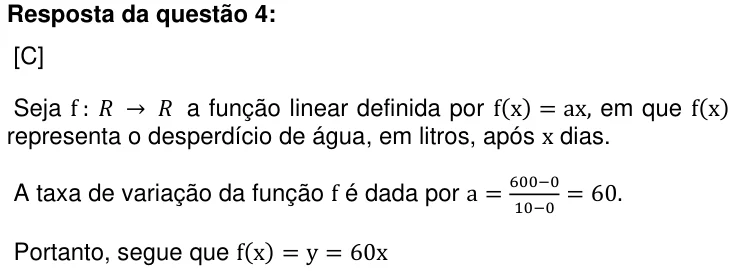 Resposta da questão 4:
[C]
Seja f: R → R a função linear definida por f(x) = ax, em que f(x)
representa o desperdício de água, em litros, após x dias.
A taxa de variação da função f é dada por a = \frac{600−0}{10−0} = 60.
Portanto, segue que f(x) = y = 60x